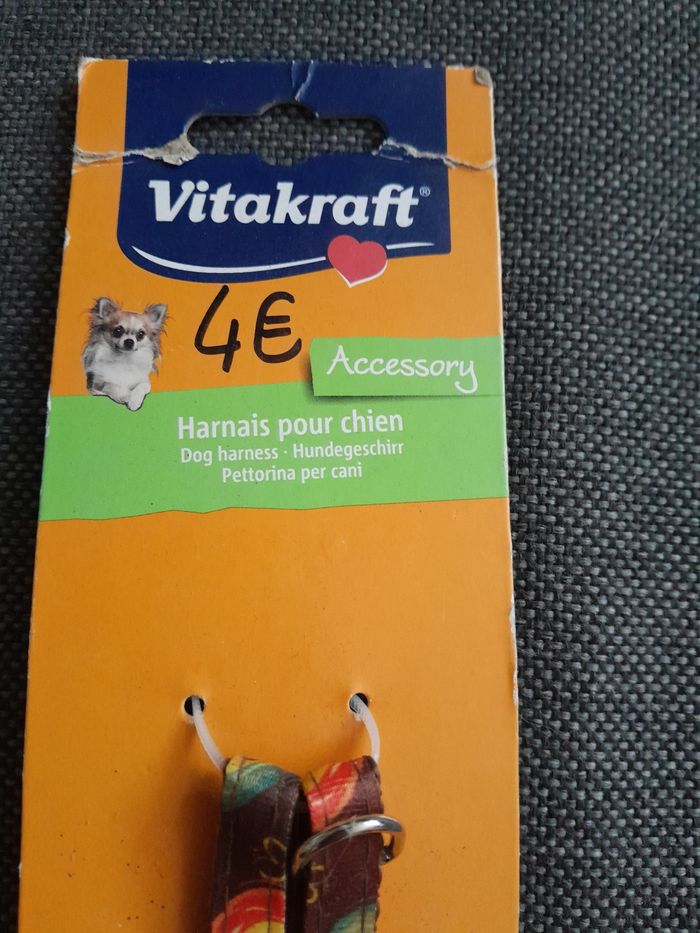 Vitakraft®
4€
Accessory
Harnais pour chien
Dog harness · Hundegeschirr
Pettorina per cani